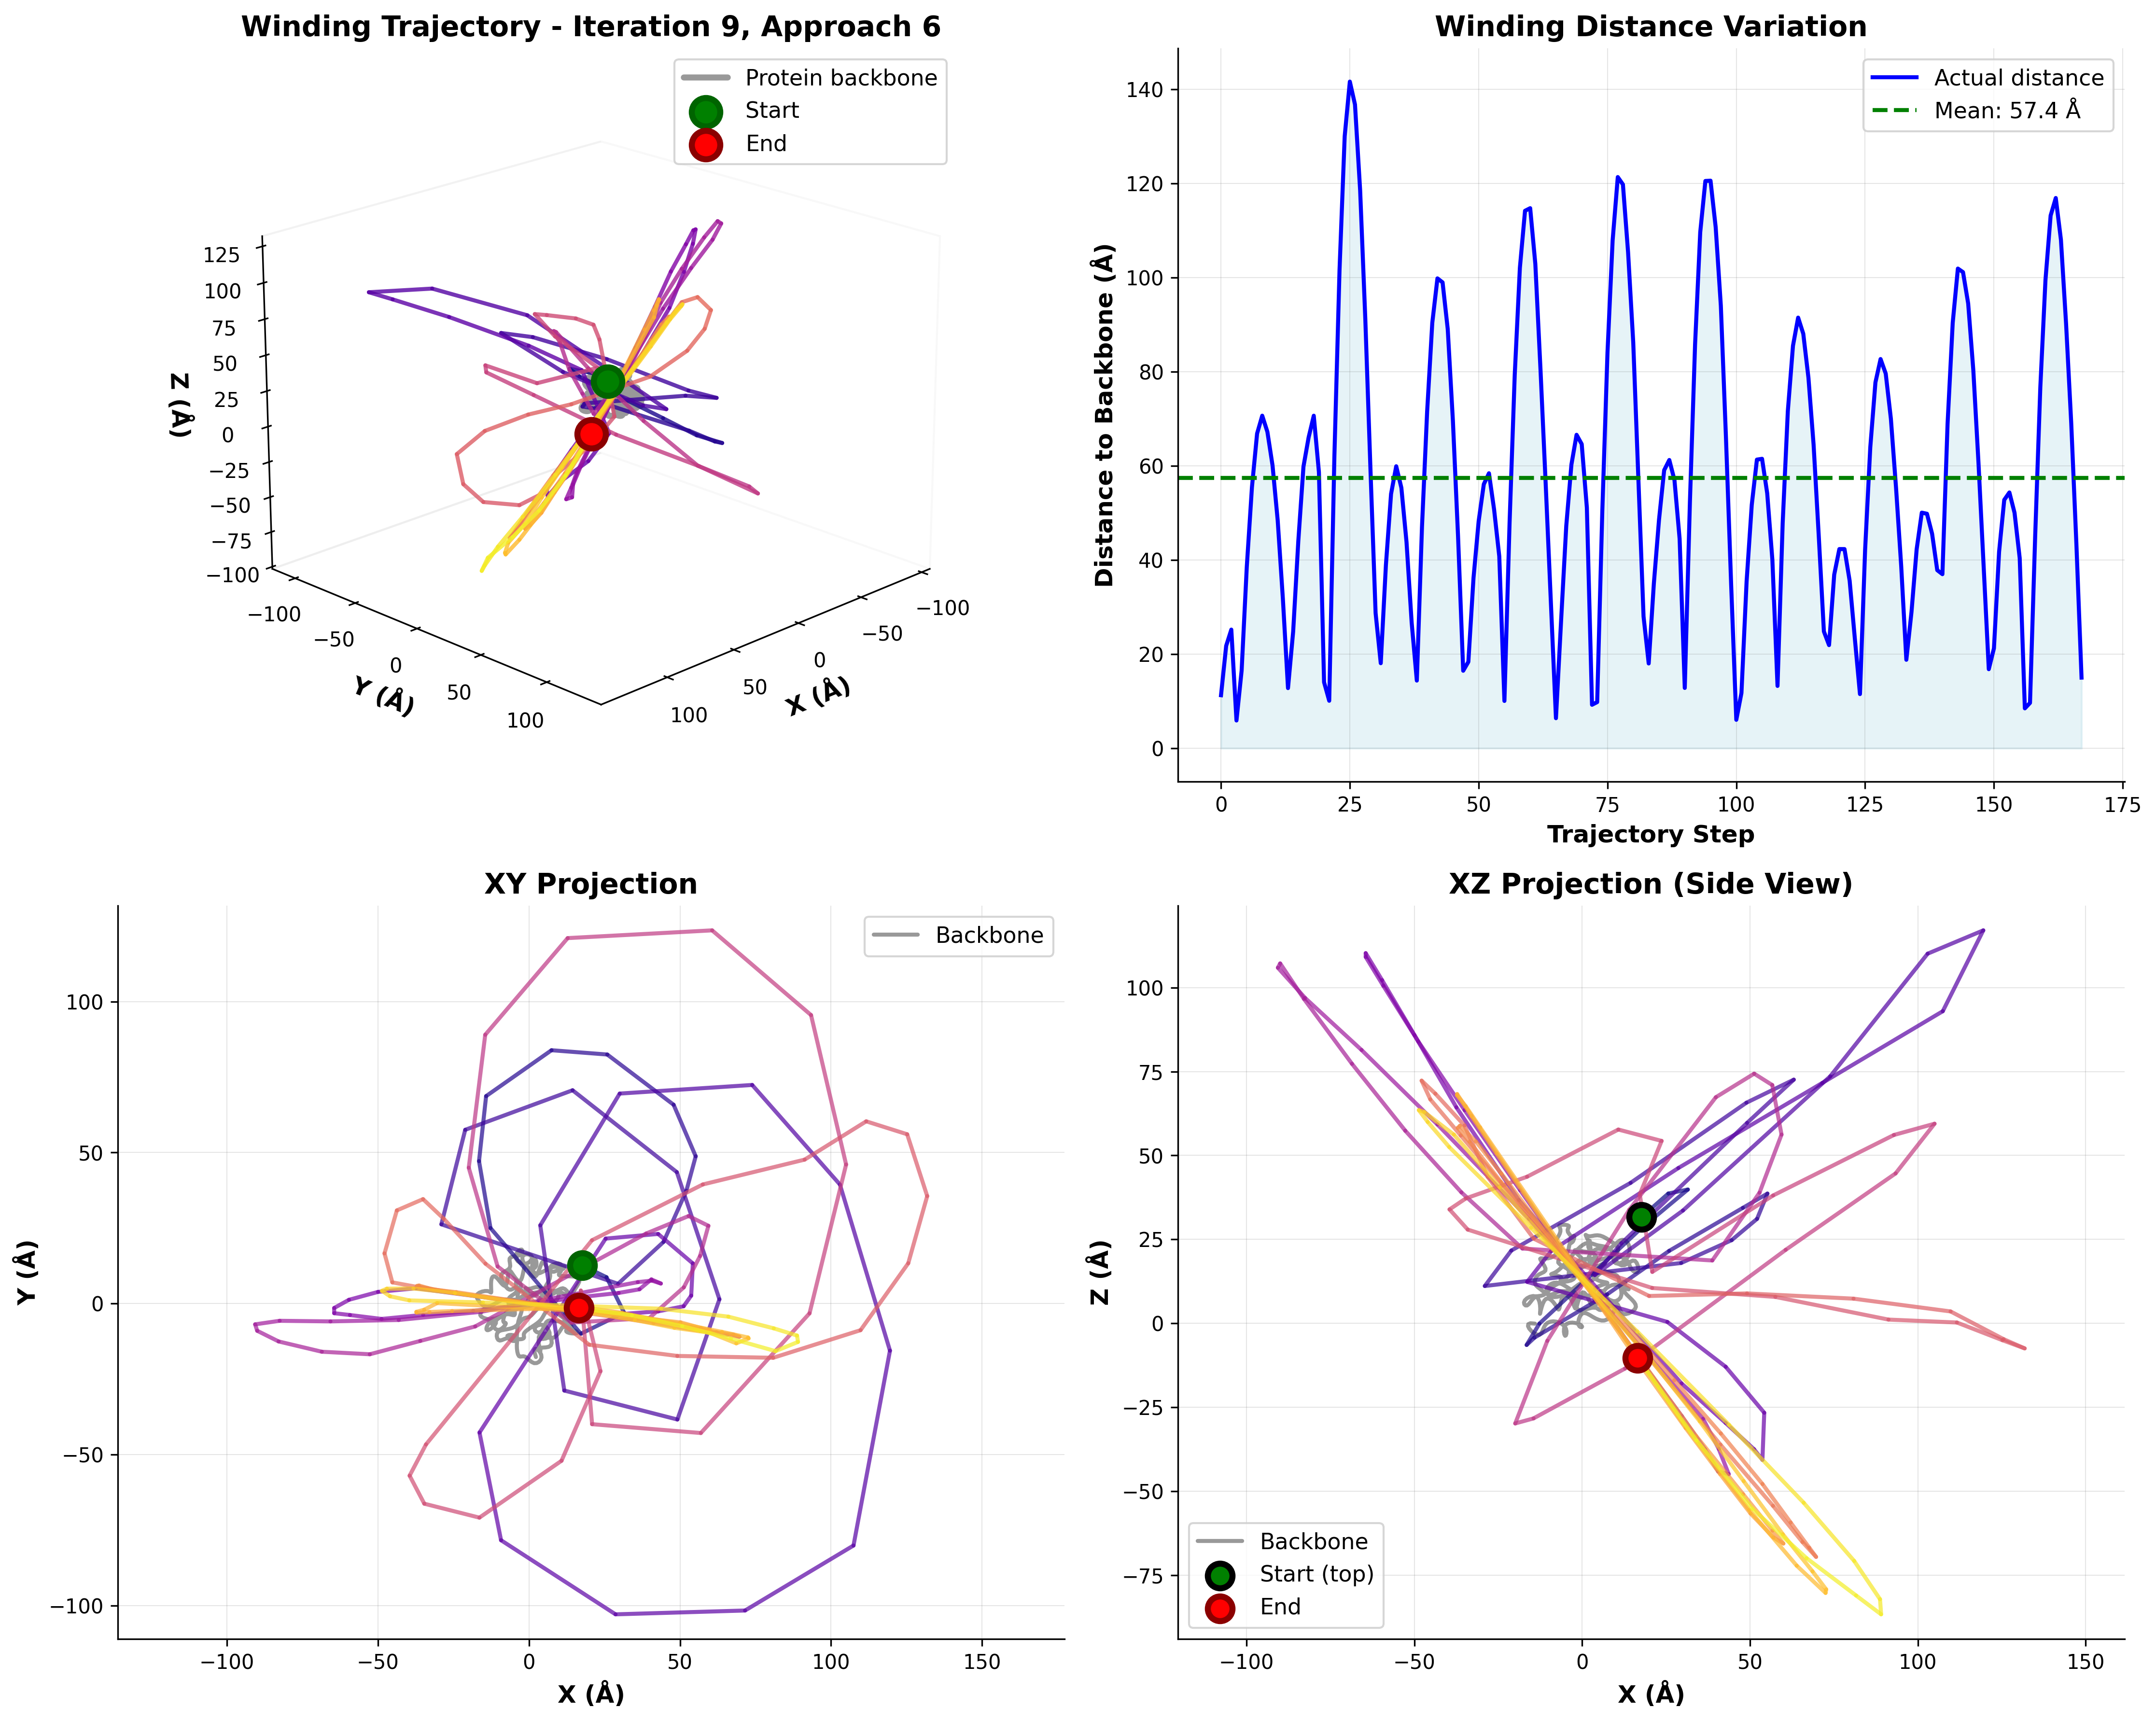 Winding Trajectory - Iteration 9, Approach 6
Protein backbone
Start
End
125
100
75
50
25
0
−25
−50
−75
−100
Z (Å)
−100
−50
0
50
100
Y (Å)
100
50
0
−50
−100
X (Å)
Winding Distance Variation
Actual distance
Mean: 57.4 Å
140
120
100
80
60
40
20
0
Distance to Backbone (Å)
0
25
50
75
100
125
150
175
Trajectory Step
XY Projection
Backbone
100
50
0
−50
−100
Y (Å)
−100
−50
0
50
100
150
X (Å)
XZ Projection (Side View)
100
75
50
25
0
−25
−50
−75
Z (Å)
Backbone
Start (top)
End
−100
−50
0
50
100
150
X (Å)